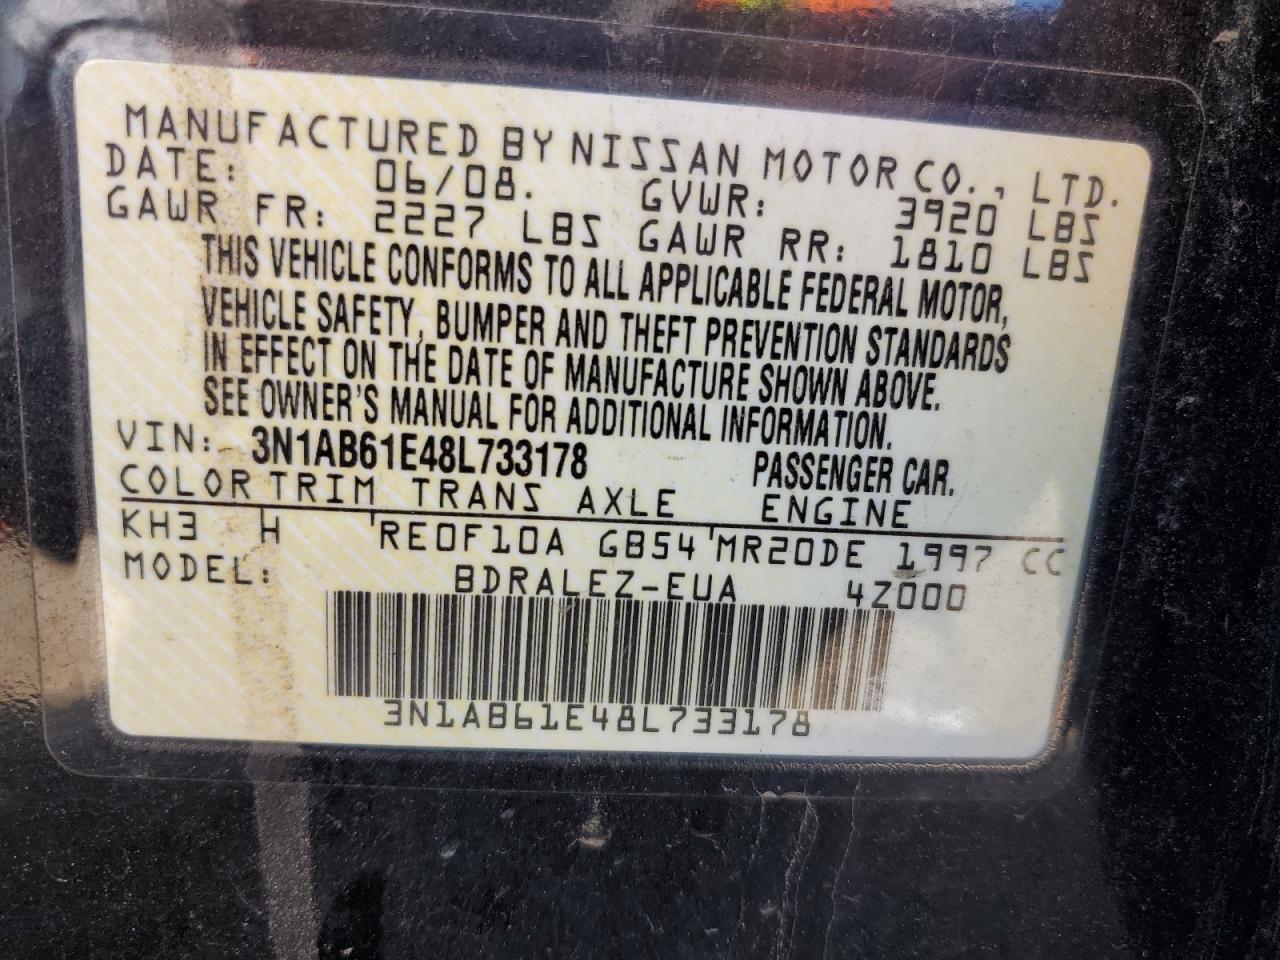 MANUFACTURED BY NISSAN MOTOR CO., LTD.
DATE: 06/08. GVWR: 3920 LBS
GAWR FR: 2227 LBS GAWR RR: 1810 LBS
THIS VEHICLE CONFORMS TO ALL APPLICABLE FEDERAL MOTOR,
VEHICLE SAFETY, BUMPER AND THEFT PREVENTION STANDARDS
IN EFFECT ON THE DATE OF MANUFACTURE SHOWN ABOVE.
SEE OWNER'S MANUAL FOR ADDITIONAL INFORMATION.
VIN: 3N1AB61E48L733178 PASSENGER CAR.
COLOR TRIM TRANS AXLE ENGINE
KH3 H RE0F10A GB54 MR20DE 1997 CC
MODEL: BDRALEZ-EUA 4Z000
3N1AB61E48L733178